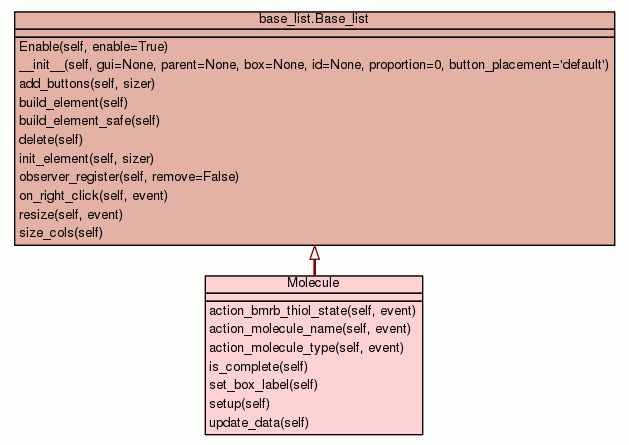 base_list.Base_list
Enable(self, enable=True)
__init__(self, gui=None, parent=None, box=None, id=None, proportion=0, button_placement='default')
add_buttons(self, sizer)
build_element(self)
build_element_safe(self)
delete(self)
init_element(self, sizer)
observer_register(self, remove=False)
on_right_click(self, event)
resize(self, event)
size_cols(self)
Molecule
action_bmrb_thiol_state(self, event)
action_molecule_name(self, event)
action_molecule_type(self, event)
is_complete(self)
set_box_label(self)
setup(self)
update_data(self)